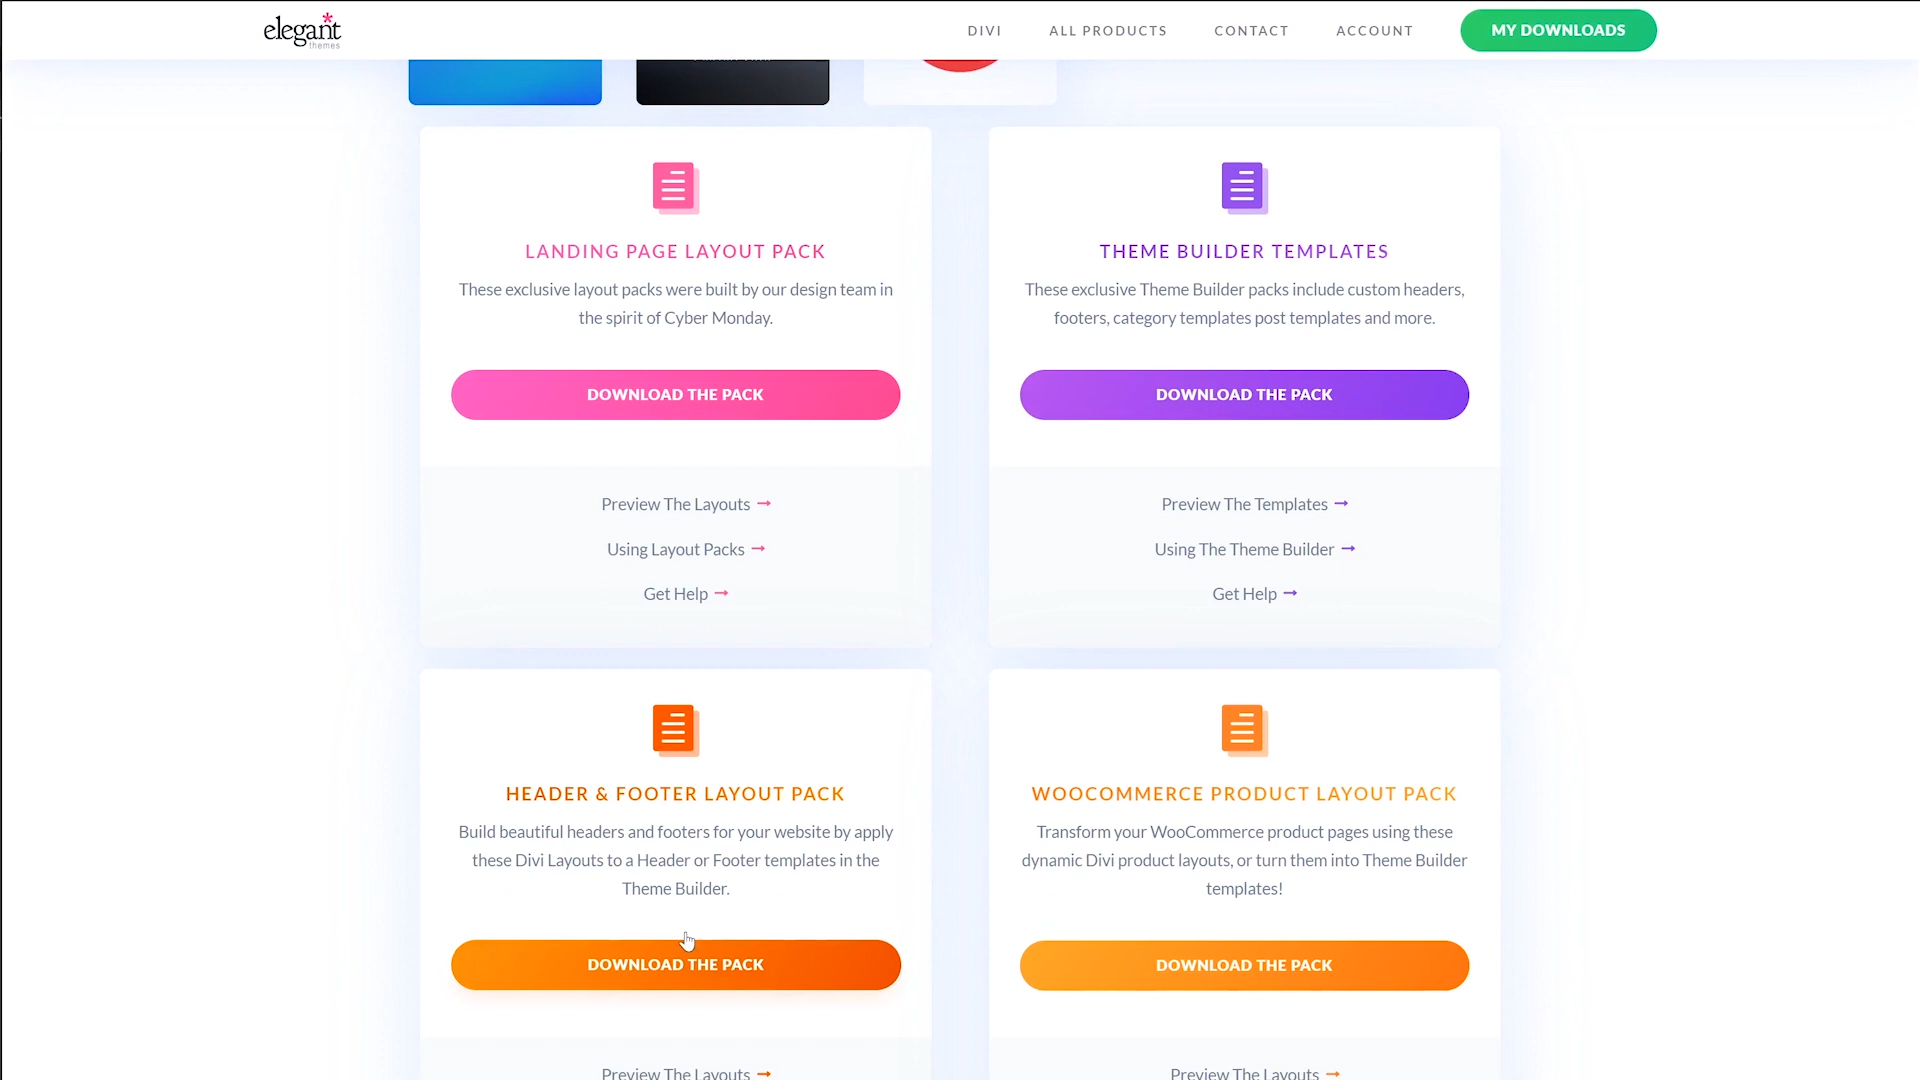 elegant
themes
DIVI
ALL PRODUCTS
CONTACT
ACCOUNT
MY DOWNLOADS
LANDING PAGE LAYOUT PACK
These exclusive layout packs were built by our design team in
the spirit of Cyber Monday.
DOWNLOAD THE PACK
Preview The Layouts
Using Layout Packs
Get Help
THEME BUILDER TEMPLATES
These exclusive Theme Builder packs include custom headers,
footers, category templates post templates and more.
DOWNLOAD THE PACK
Preview The Templates
Using The Theme Builder
Get Help
HEADER & FOOTER LAYOUT PACK
Build beautiful headers and footers for your website by apply
these Divi Layouts to a Header or Footer templates in the
Theme Builder.
DOWNLOAD THE PACK
Preview The Layouts
WOOCOMMERCE PRODUCT LAYOUT PACK
Transform your WooCommerce product pages using these
dynamic Divi product layouts, or turn them into Theme Builder
templates!
DOWNLOAD THE PACK
Preview The Layouts